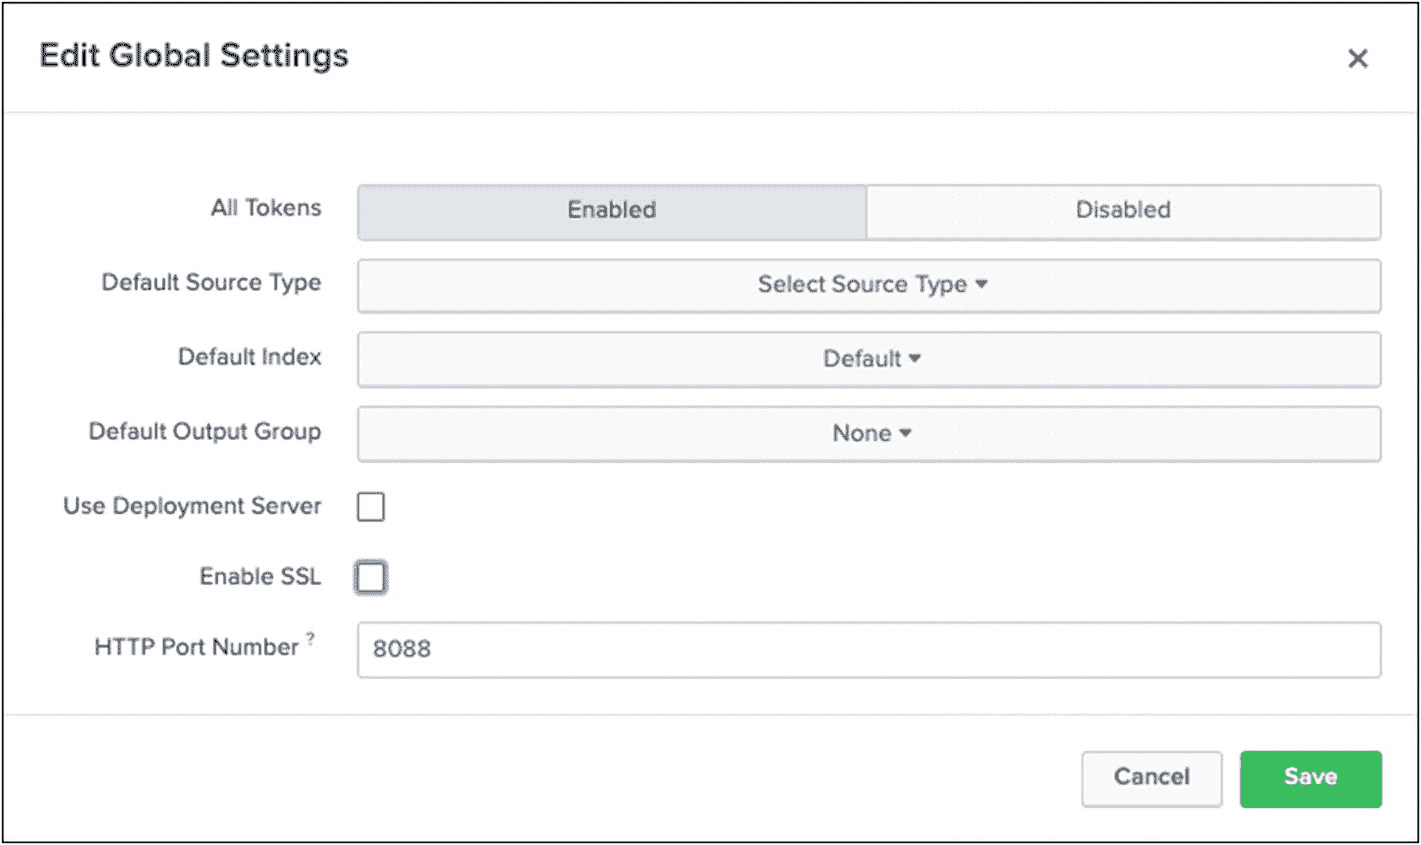 Edit Global Settings ×
All Tokens Enabled Disabled
Default Source Type Select Source Type
Default Index Default
Default Output Group None
Use Deployment Server
Enable SSL
HTTP Port Number ? 8088
Cancel Save